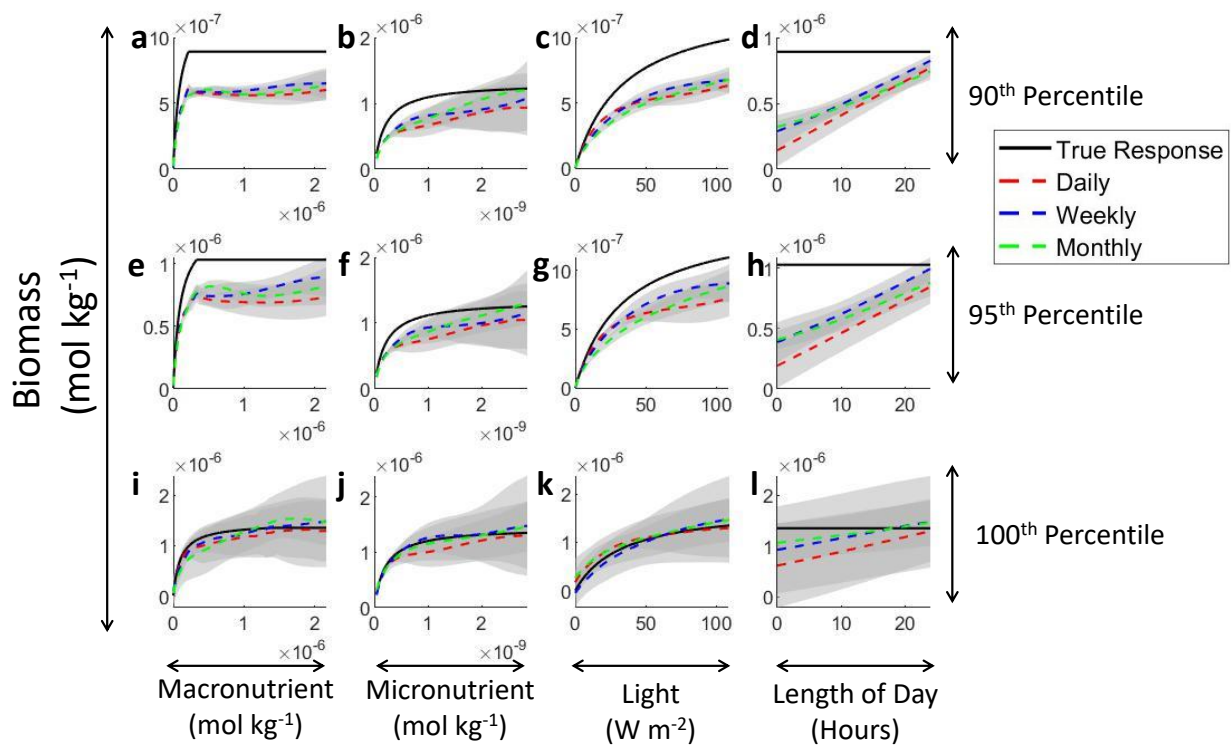 ×10⁻⁷
×10⁻⁶
×10⁻⁷
×10⁻⁶
a
b
c
d
10
5
0
2
1
0
10
5
0
1
0.5
0
0 1 2
0 1 2
0 50 100
0 10 20
×10⁻⁶
×10⁻⁹
90th Percentile
True Response
Daily
Weekly
Monthly
×10⁻⁶
×10⁻⁶
×10⁻⁷
×10⁻⁶
e
f
g
h
1
0.5
0
2
1
0
10
5
0
1
0.5
0
0 1 2
0 1 2
0 50 100
0 10 20
×10⁻⁶
×10⁻⁹
95th Percentile
Biomass
(mol kg⁻¹)
×10⁻⁶
×10⁻⁶
×10⁻⁶
×10⁻⁶
i
j
k
l
2
1
0
2
1
0
2
1
0
2
1
0
0 1 2
0 1 2
0 50 100
0 10 20
×10⁻⁶
×10⁻⁹
100th Percentile
Macronutrient
(mol kg⁻¹)
Micronutrient
(mol kg⁻¹)
Light
(W m⁻²)
Length of Day
(Hours)